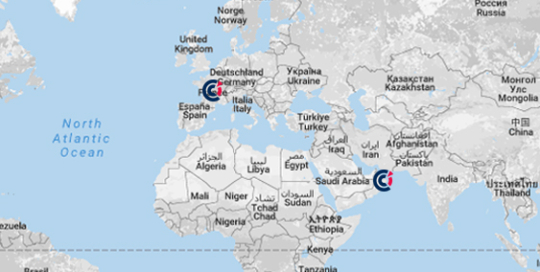 Norge
Norway
Россия
Russia
United
Kingdom
Deutschland
Germany
Україна
Ukraine
Қазақстан
Kazakhstan
Монгол
Улс
Mongolia
España
Spain
Italia
Italy
Türkiye
Turkey
中国
China
North
Atlantic
Ocean
الجزائر
Algeria
ليبيا
Libya
مصر
Egypt
العراق
Iraq
ایران
Iran
افغانستان
Afghanistan
پاکستان
Pakistan
السعودية
Saudi Arabia
India
ประเทศไทย
Thailand
Mali
Niger
تشاد
Tchad
Chad
السودان
Sudan
Nigeria
ኢትዮጵያ
Ethiopia
Kenya
Tanzania
Brasil